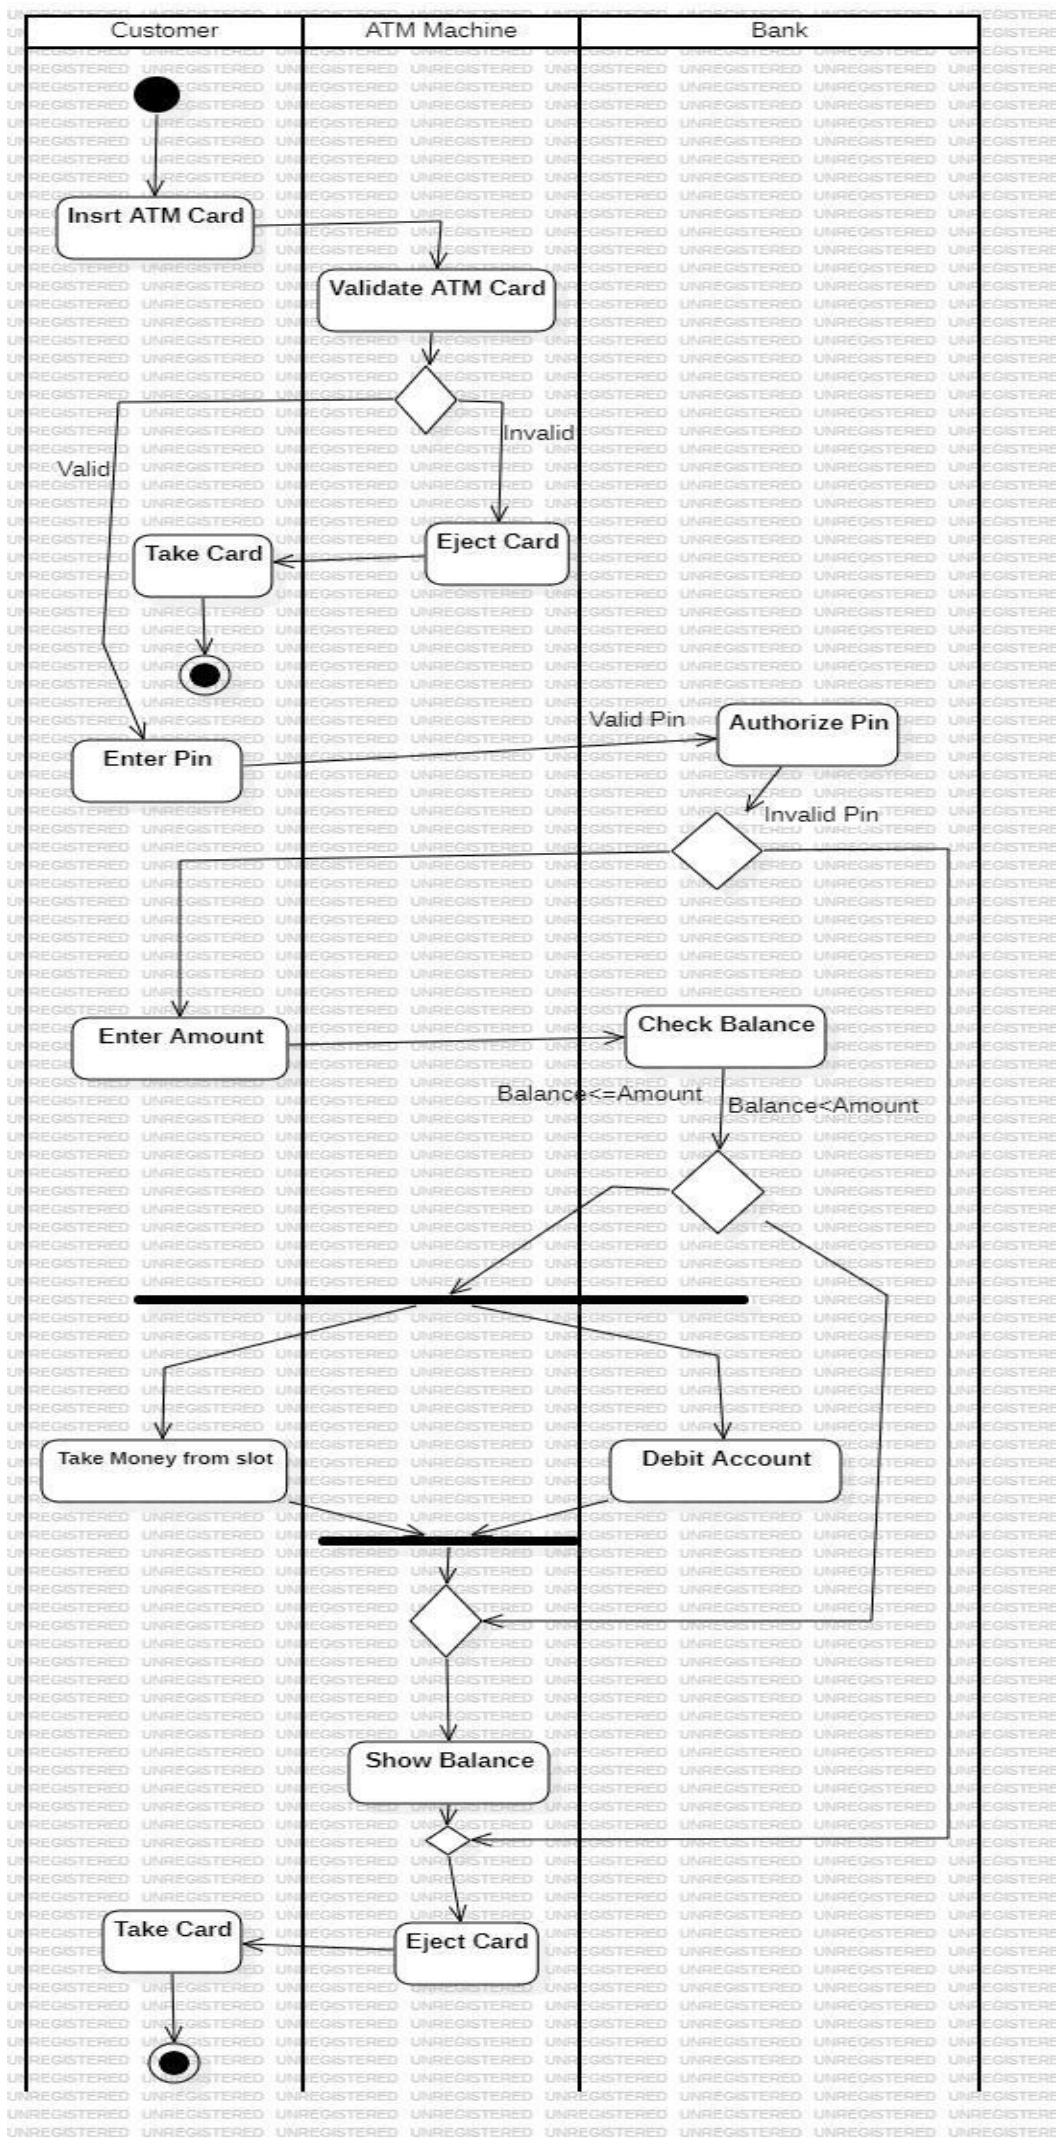 Customer
ATM Machine
Bank
Insrt ATM Card
Validate ATM Card
Invalid
Valid
Eject Card
Take Card
Valid Pin
Authorize Pin
Enter Pin
Invalid Pin
Check Balance
Enter Amount
Balance<=Amount
Balance<Amount
Take Money from slot
Debit Account
Show Balance
Take Card
Eject Card
UNREGISTERED